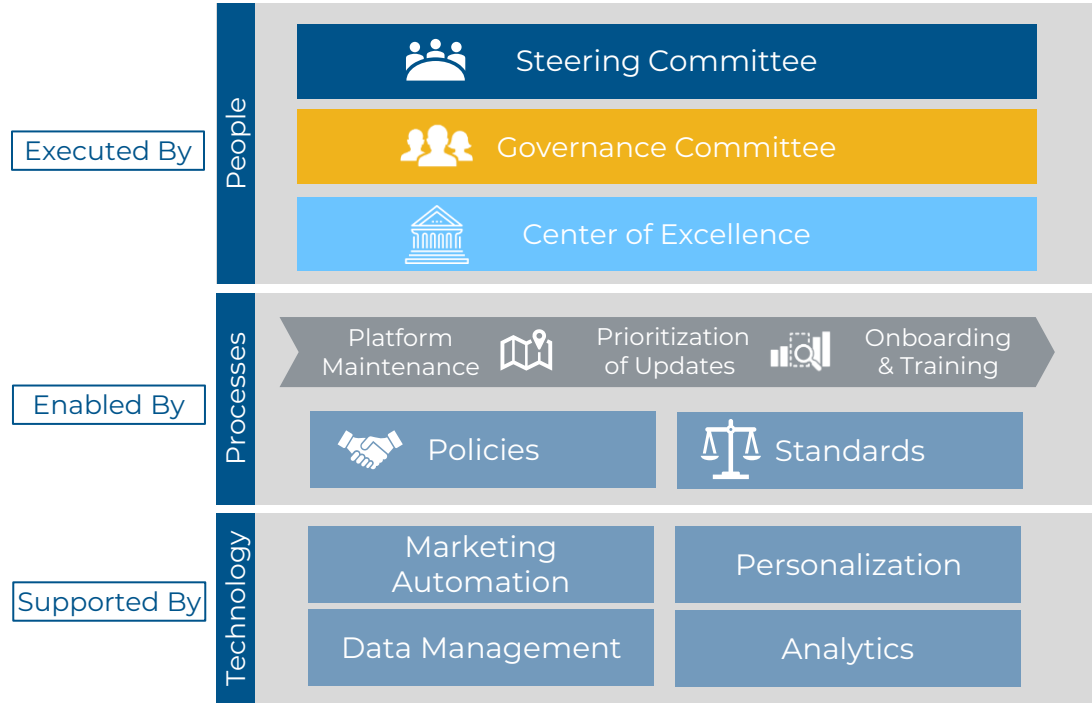 Executed By
People
Steering Committee
Governance Committee
Center of Excellence
Enabled By
Processes
Platform
Maintenance
Prioritization
of Updates
Onboarding
& Training
Policies
Standards
Supported By
Technology
Marketing
Automation
Personalization
Data Management
Analytics